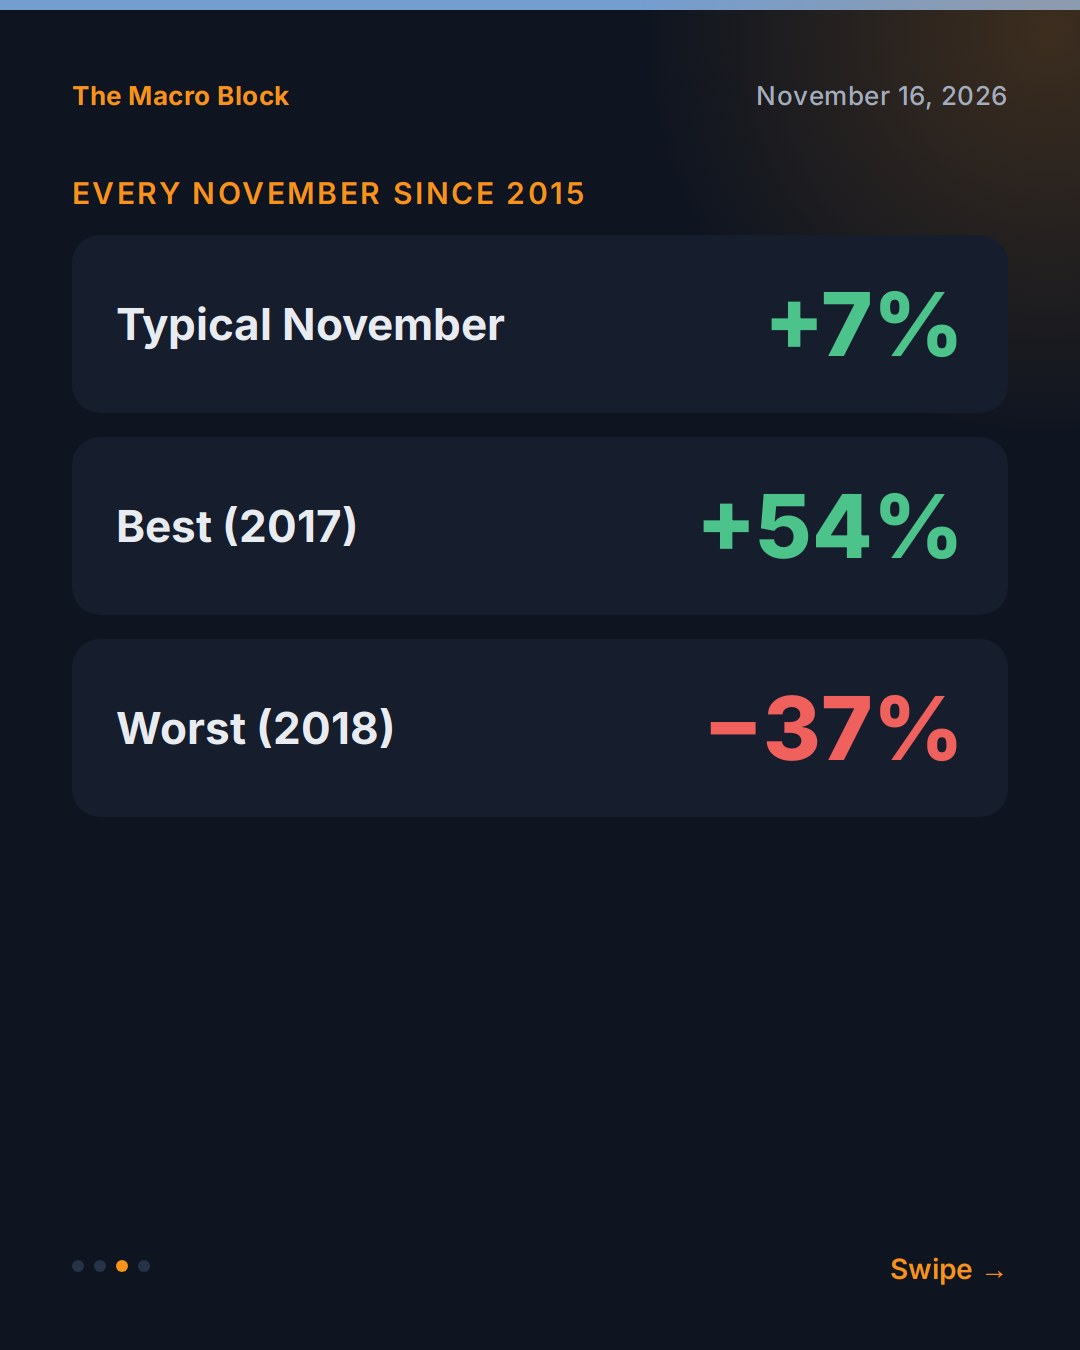 The Macro Block
November 16, 2026
EVERY NOVEMBER SINCE 2015
Typical November
+7%
Best (2017)
+54%
Worst (2018)
−37%
Swipe →